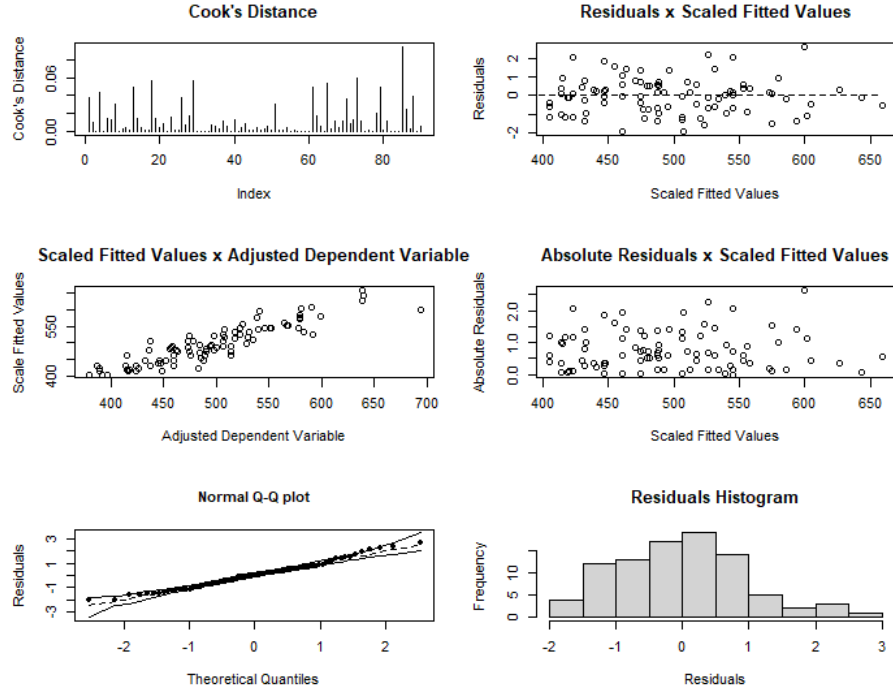 Cook's Distance
Cook's Distance
0.00
0.06
0
20
40
60
80
Index
Residuals x Scaled Fitted Values
Residuals
-2
0
1
2
400
450
500
550
600
650
Scaled Fitted Values
Scaled Fitted Values x Adjusted Dependent Variable
Scale Fitted Values
400
550
400
450
500
550
600
650
700
Adjusted Dependent Variable
Absolute Residuals x Scaled Fitted Values
Absolute Residuals
0.0
1.0
2.0
400
450
500
550
600
650
Scaled Fitted Values
Normal Q-Q plot
Residuals
-3
-1
1
3
-2
-1
0
1
2
Theoretical Quantiles
Residuals Histogram
Frequency
0
5
10
-2
-1
0
1
2
3
Residuals